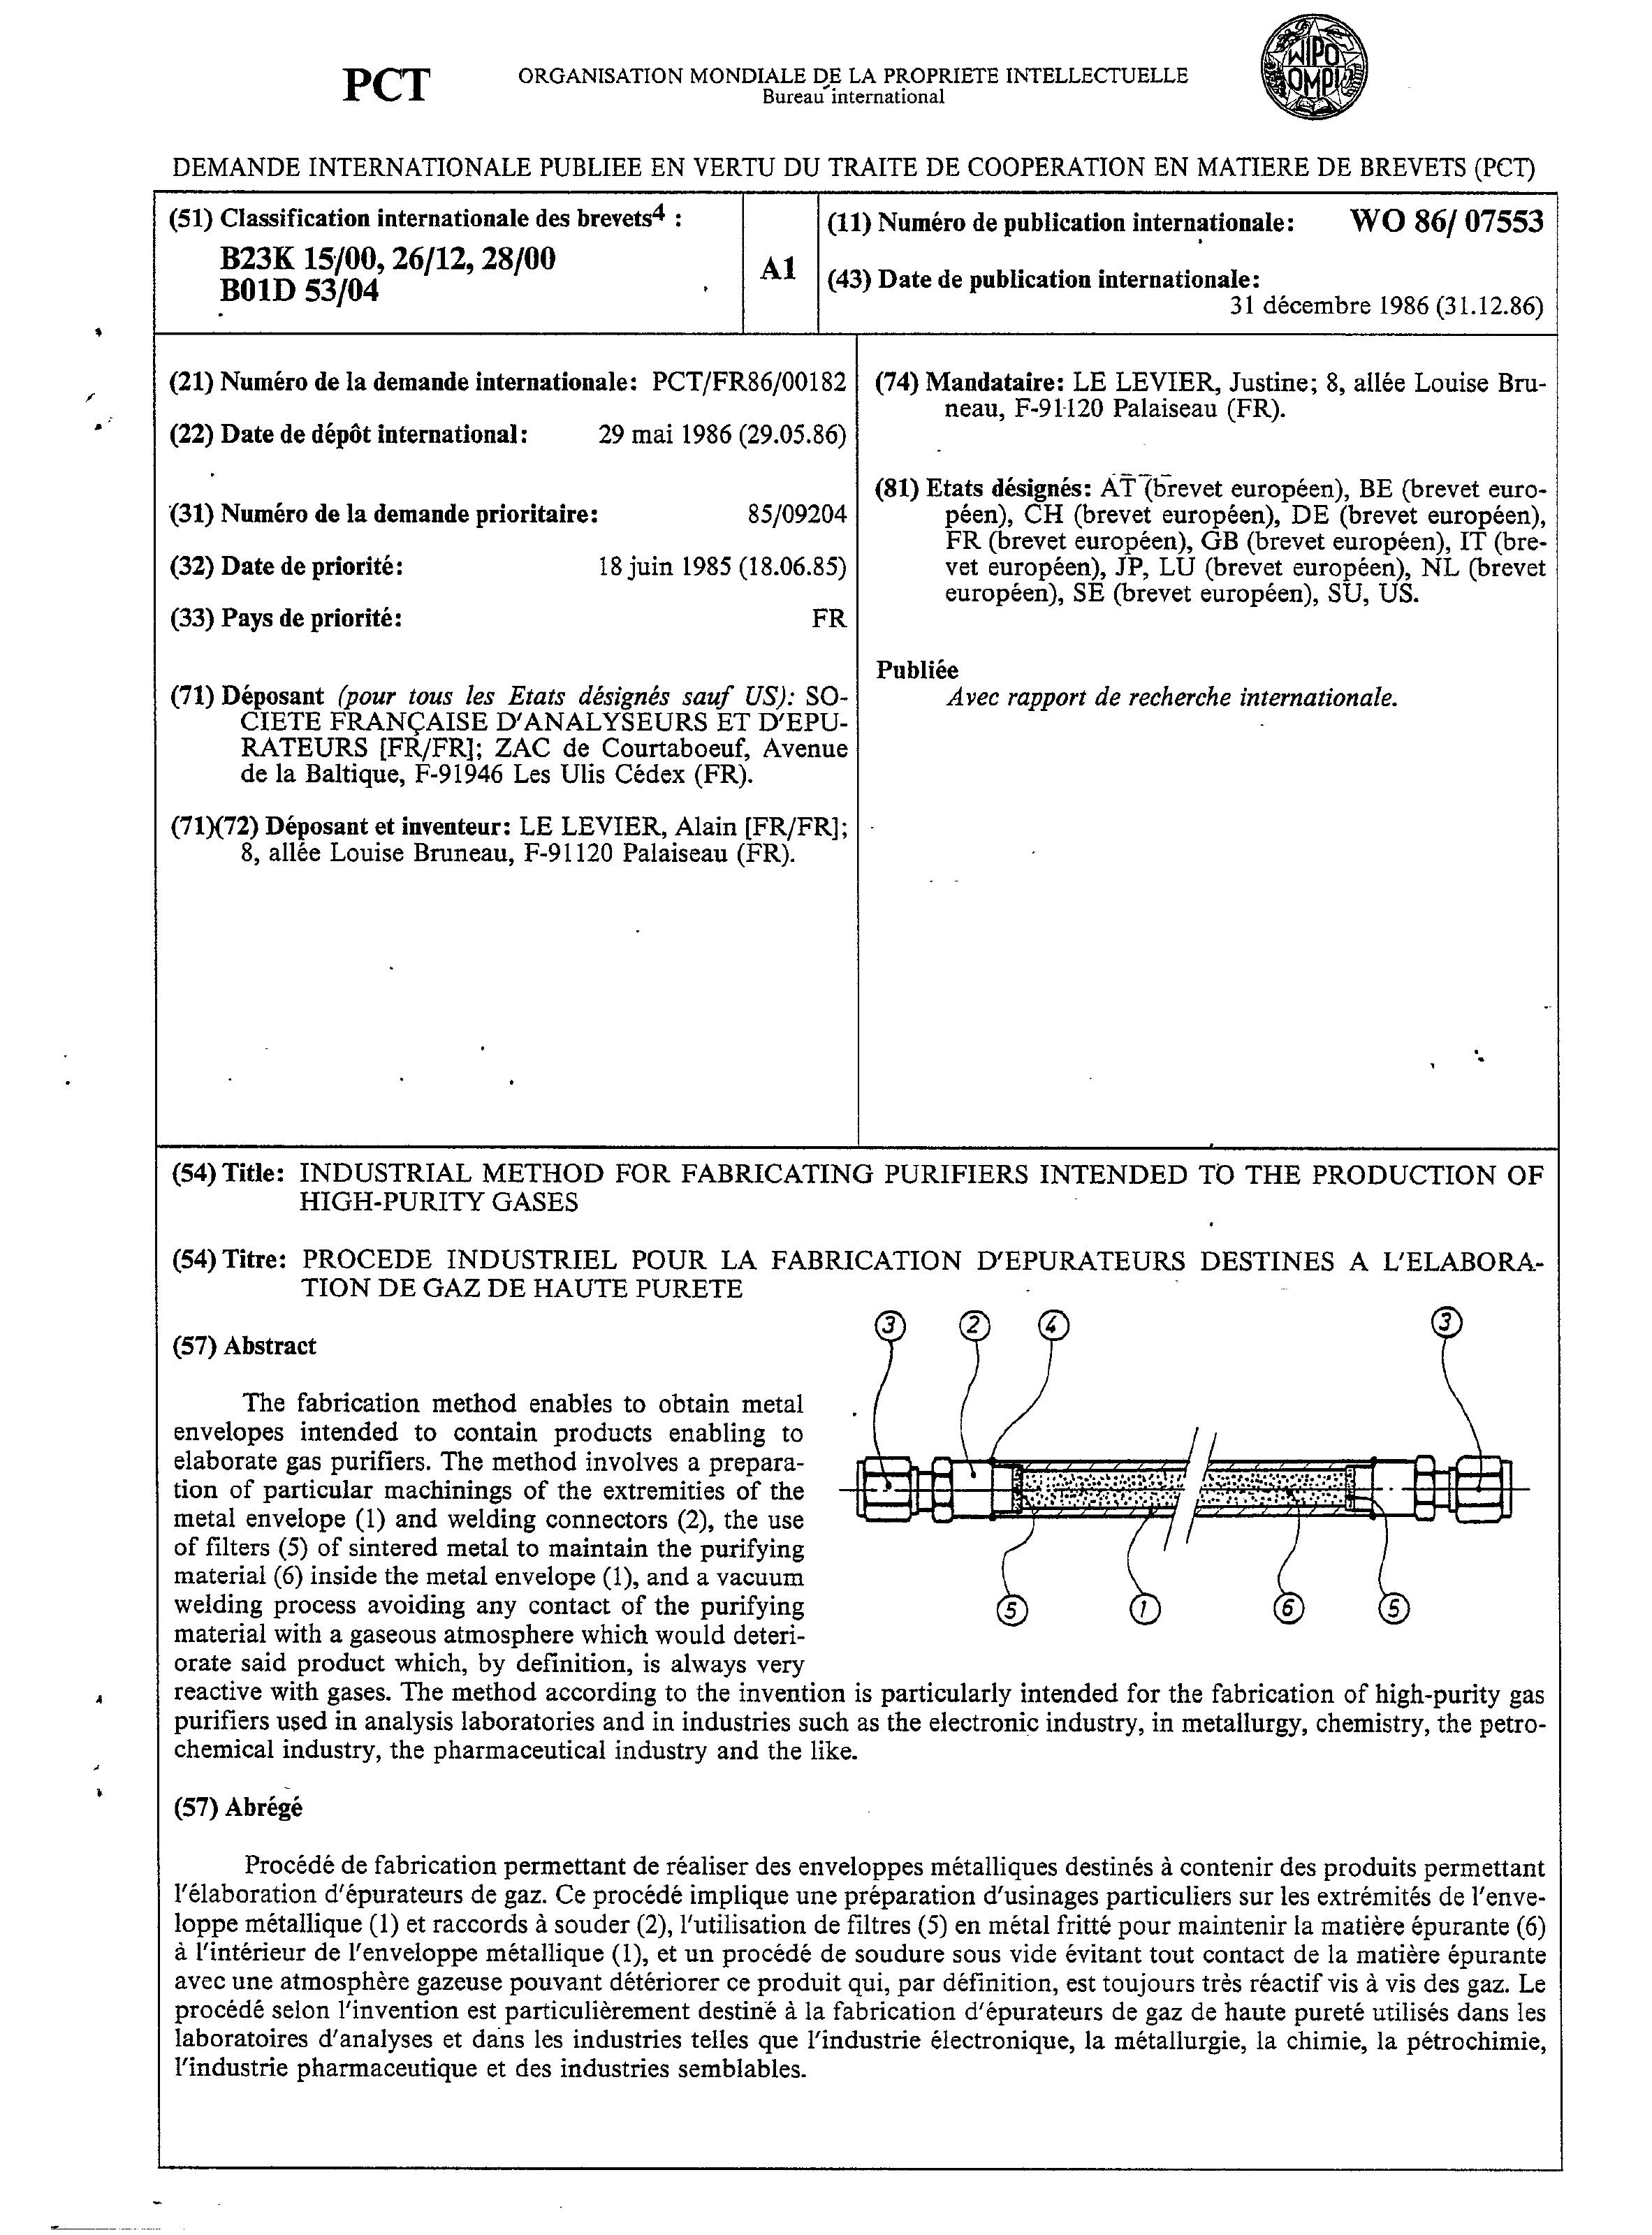 PCT
ORGANISATION MONDIALE DE LA PROPRIETE INTELLECTUELLE
Bureau international
WIPO
OMPI
DEMANDE INTERNATIONALE PUBLIEE EN VERTU DU TRAITE DE COOPERATION EN MATIERE DE BREVETS (PCT)
(51) Classification internationale des brevets4 :
B23K 15/00, 26/12, 28/00
B01D 53/04
A1
(11) Numéro de publication internationale: WO 86/ 07553
(43) Date de publication internationale:
31 décembre 1986 (31.12.86)
(21) Numéro de la demande internationale: PCT/FR86/00182
(22) Date de dépôt international: 29 mai 1986 (29.05.86)
(31) Numéro de la demande prioritaire: 85/09204
(32) Date de priorité: 18 juin 1985 (18.06.85)
(33) Pays de priorité: FR
(71) Déposant (pour tous les Etats désignés sauf US): SO-
CIETE FRANÇAISE D'ANALYSEURS ET D'EPU-
RATEURS [FR/FR]; ZAC de Courtaboeuf, Avenue
de la Baltique, F-91946 Les Ulis Cédex (FR).
(71)(72) Déposant et inventeur: LE LEVIER, Alain [FR/FR];
8, allée Louise Bruneau, F-91120 Palaiseau (FR).
(74) Mandataire: LE LEVIER, Justine; 8, allée Louise Bru-
neau, F-91120 Palaiseau (FR).
(81) Etats désignés: AT (brevet européen), BE (brevet euro-
péen), CH (brevet européen), DE (brevet européen),
FR (brevet européen), GB (brevet européen), IT (bre-
vet européen), JP, LU (brevet européen), NL (brevet
européen), SE (brevet européen), SU, US.
Publiée
Avec rapport de recherche internationale.
(54) Title: INDUSTRIAL METHOD FOR FABRICATING PURIFIERS INTENDED TO THE PRODUCTION OF
HIGH-PURITY GASES
(54) Titre: PROCEDE INDUSTRIEL POUR LA FABRICATION D'EPURATEURS DESTINES A L'ELABORA-
TION DE GAZ DE HAUTE PURETE
3 2 4 3
5 1 6 5
(57) Abstract
The fabrication method enables to obtain metal
envelopes intended to contain products enabling to
elaborate gas purifiers. The method involves a prepara-
tion of particular machinings of the extremities of the
metal envelope (1) and welding connectors (2), the use
of filters (5) of sintered metal to maintain the purifying
material (6) inside the metal envelope (1), and a vacuum
welding process avoiding any contact of the purifying
material with a gaseous atmosphere which would deteri-
orate said product which, by definition, is always very
reactive with gases. The method according to the invention is particularly intended for the fabrication of high-purity gas
purifiers used in analysis laboratories and in industries such as the electronic industry, in metallurgy, chemistry, the petro-
chemical industry, the pharmaceutical industry and the like.
(57) Abrégé
Procédé de fabrication permettant de réaliser des enveloppes métalliques destinés à contenir des produits permettant
l'élaboration d'épurateurs de gaz. Ce procédé implique une préparation d'usinages particuliers sur les extrémités de l'enve-
loppe métallique (1) et raccords à souder (2), l'utilisation de filtres (5) en métal fritté pour maintenir la matière épurante (6)
à l'intérieur de l'enveloppe métallique (1), et un procédé de soudure sous vide évitant tout contact de la matière épurante
avec une atmosphère gazeuse pouvant détériorer ce produit qui, par définition, est toujours très réactif vis à vis des gaz. Le
procédé selon l'invention est particulièrement destiné à la fabrication d'épurateurs de gaz de haute pureté utilisés dans les
laboratoires d'analyses et dans les industries telles que l'industrie électronique, la métallurgie, la chimie, la pétrochimie,
l'industrie pharmaceutique et des industries semblables.